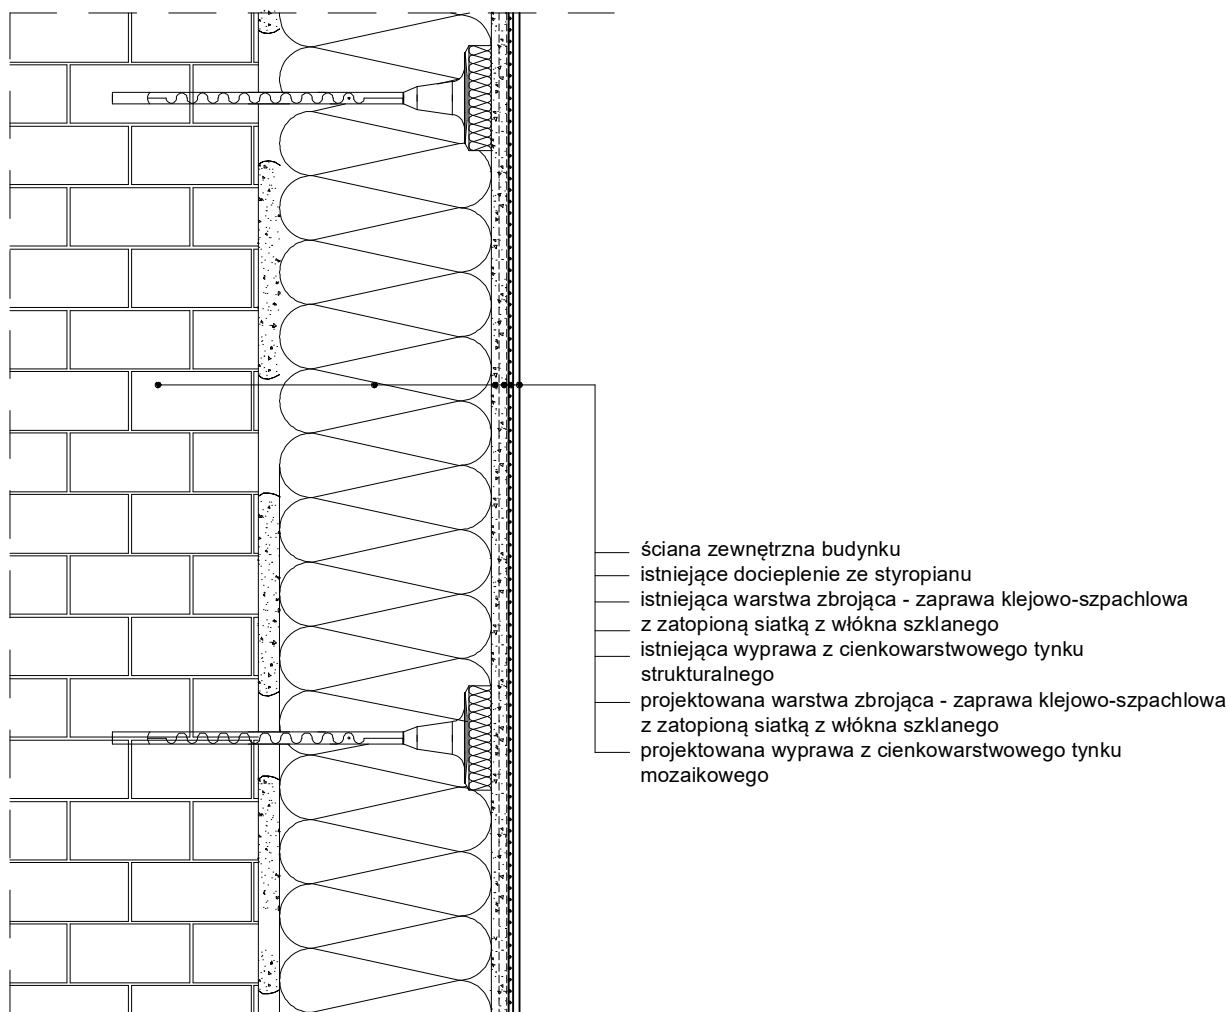 ściana zewnętrzna budynku
istniejące docieplenie ze styropianu
istniejąca warstwa zbrojąca - zaprawa klejowo-szpachlowa
z zatopioną siatką z włókna szklanego
istniejąca wyprawa z cienkowarstwowego tynku
strukturalnego
projektowana warstwa zbrojąca - zaprawa klejowo-szpachlowa
z zatopioną siatką z włókna szklanego
projektowana wyprawa z cienkowarstwowego tynku
mozaikowego